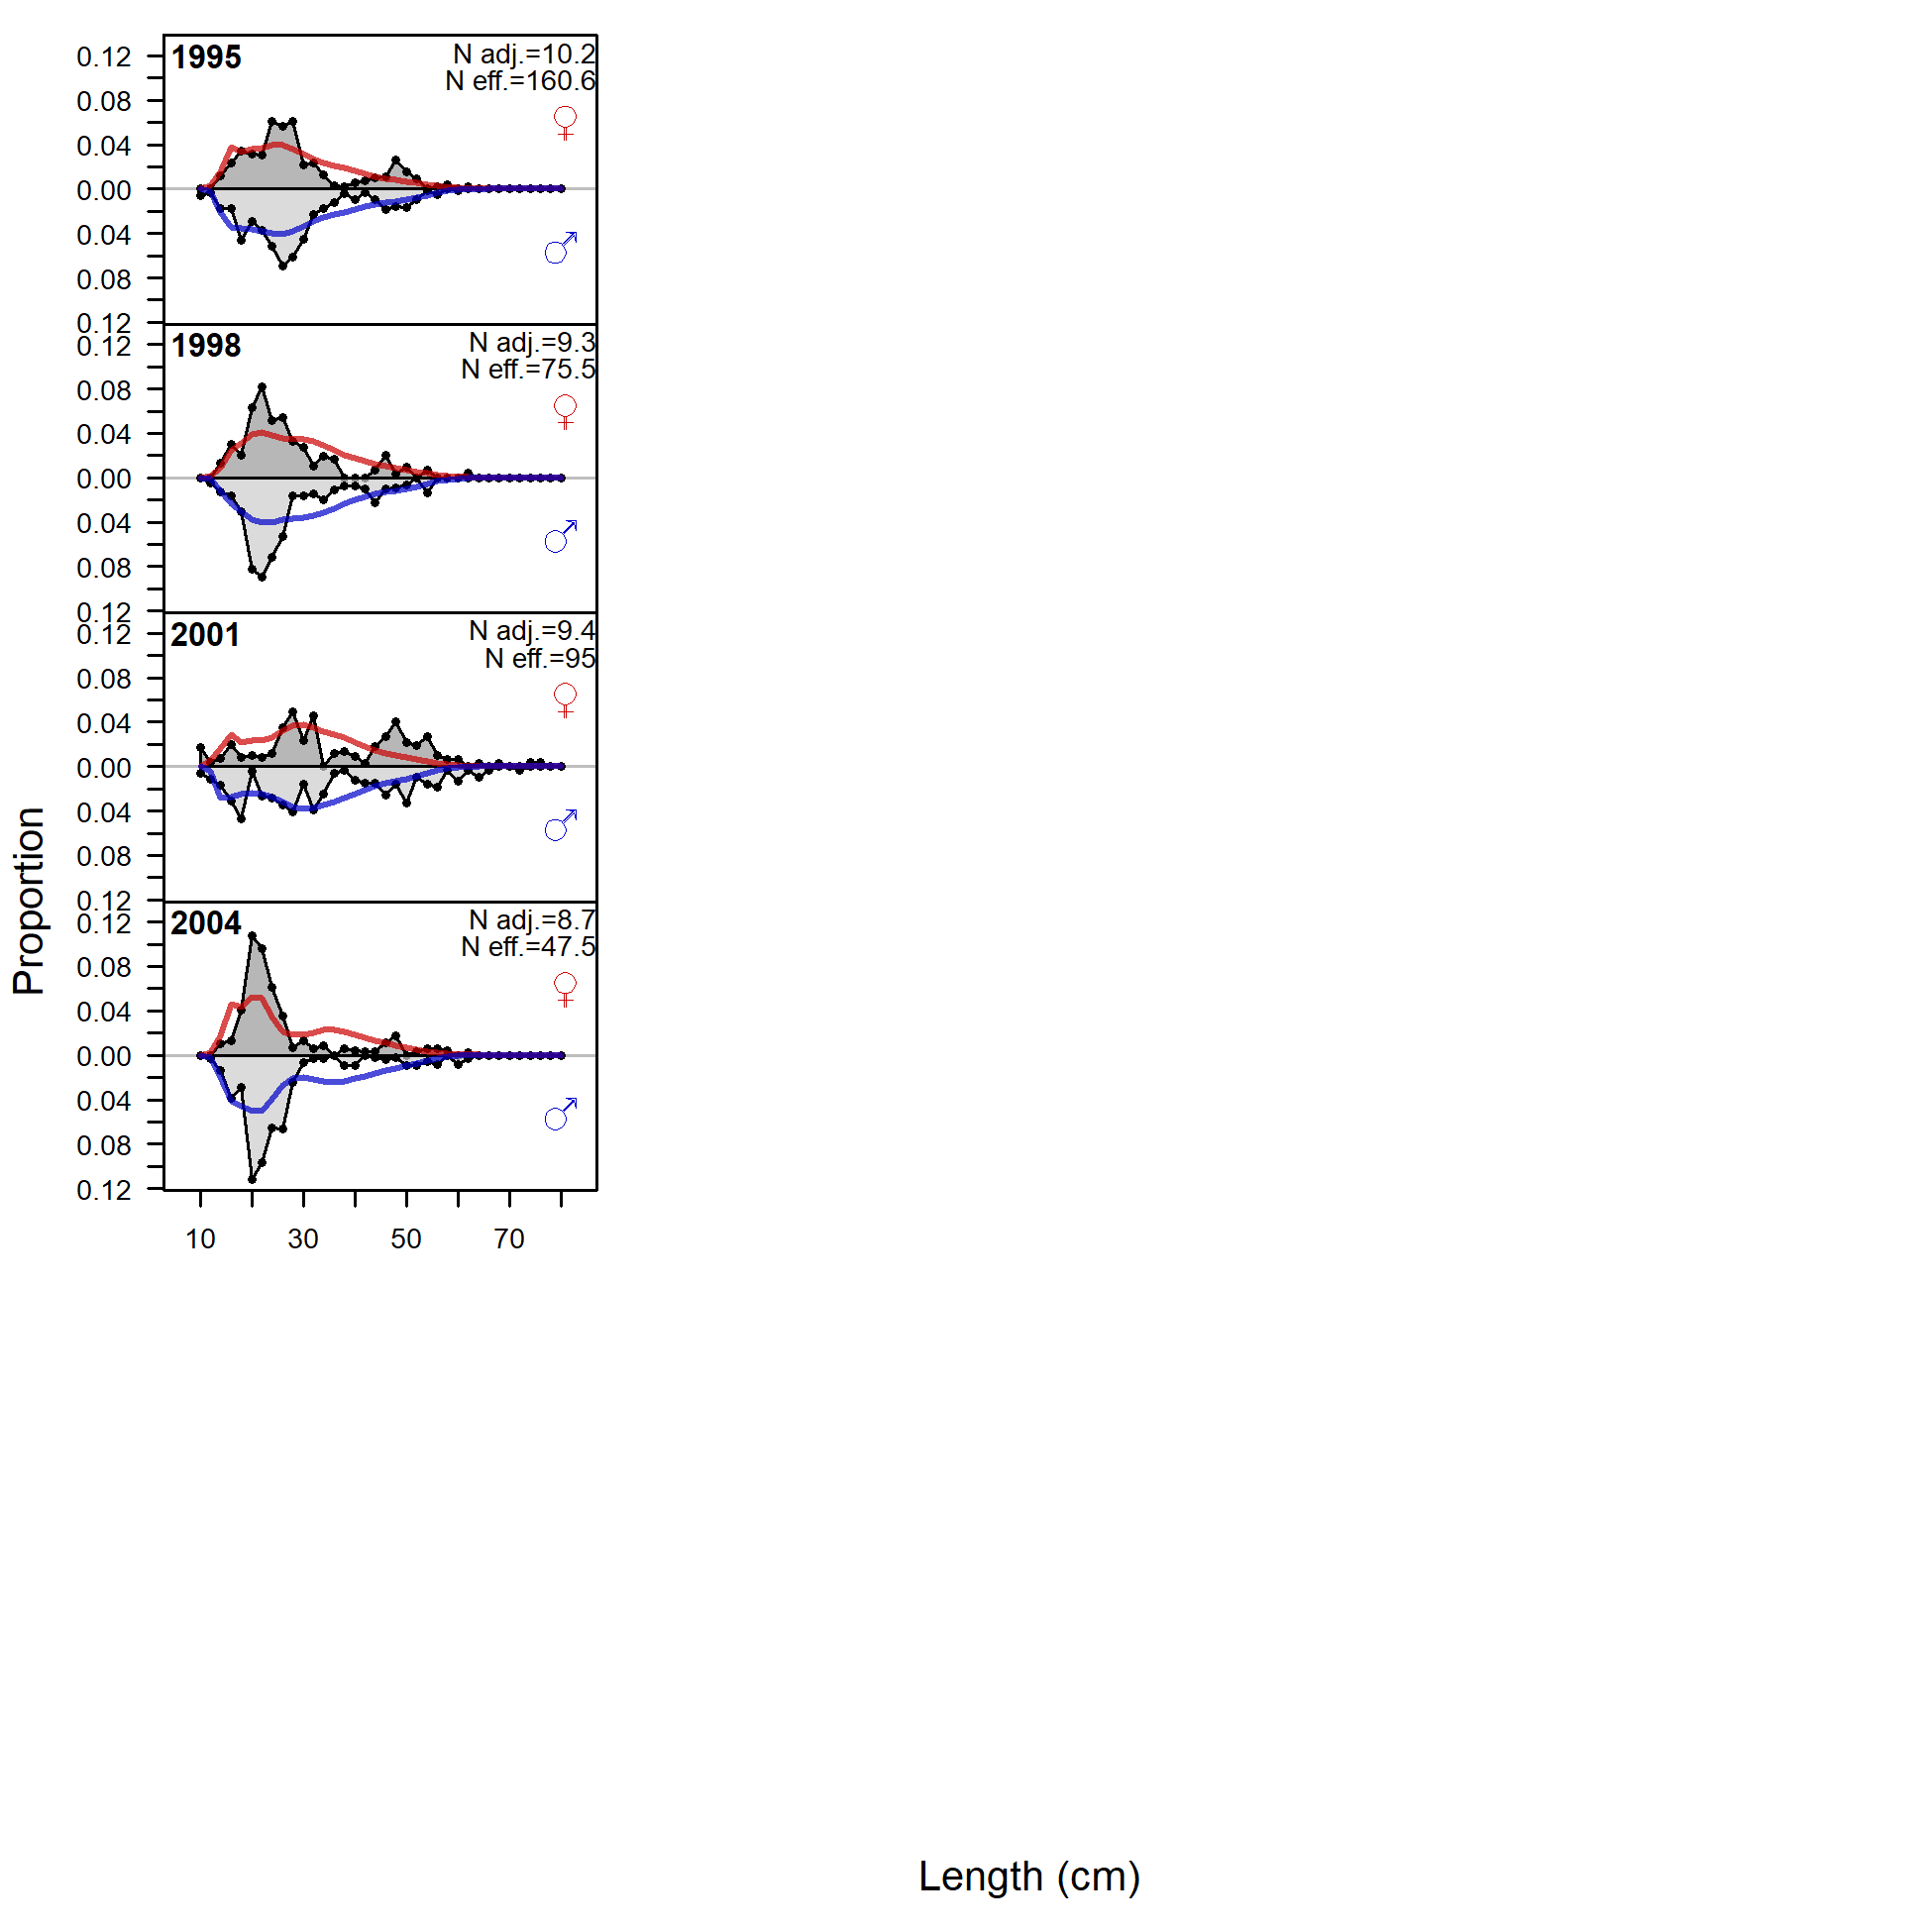 1995
N adj.=10.2
N eff.=160.6
0.12
0.08
0.04
0.00
0.04
0.08
0.12
1998
N adj.=9.3
N eff.=75.5
0.12
0.08
0.04
0.00
0.04
0.08
0.12
2001
N adj.=9.4
N eff.=95
0.12
0.08
0.04
0.00
0.04
0.08
0.12
2004
N adj.=8.7
N eff.=47.5
0.12
0.08
0.04
0.00
0.04
0.08
0.12
10 30 50 70
Proportion
Length (cm)